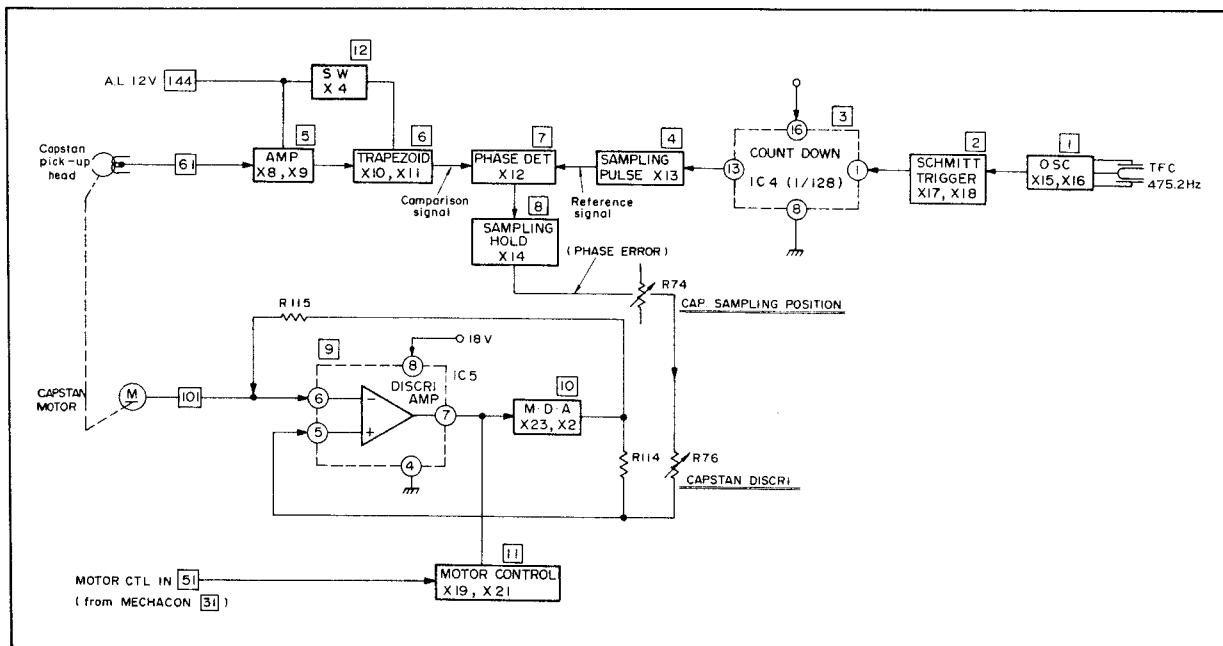 12
A.L 12V 144
S W
X 4
5
6
7
4
3
16
2
1
Capstan
pick-up
head
61
AMP
X8, X9
TRAPEZOID
X10, X11
PHASE DET
X12
SAMPLING
PULSE X13
13
COUNT DOWN
IC 4 (1/128)
1
8
SCHMITT
TRIGGER
X17, X18
OSC
X15, X16
TFC
475.2Hz
Comparison
signal
Reference
signal
8
SAMPLING
HOLD
X14
(PHASE ERROR)
R74
CAP. SAMPLING POSITION
R115
18V
9
8
IC5
DISCRI
AMP
CAPSTAN
MOTOR
M
101
6
-
5
+
7
4
10
M·D·A
X23, X2
R114
R76
CAPSTAN DISCRI
11
MOTOR CTL IN 51
(from MECHACON 31)
MOTOR CONTROL
X19, X21